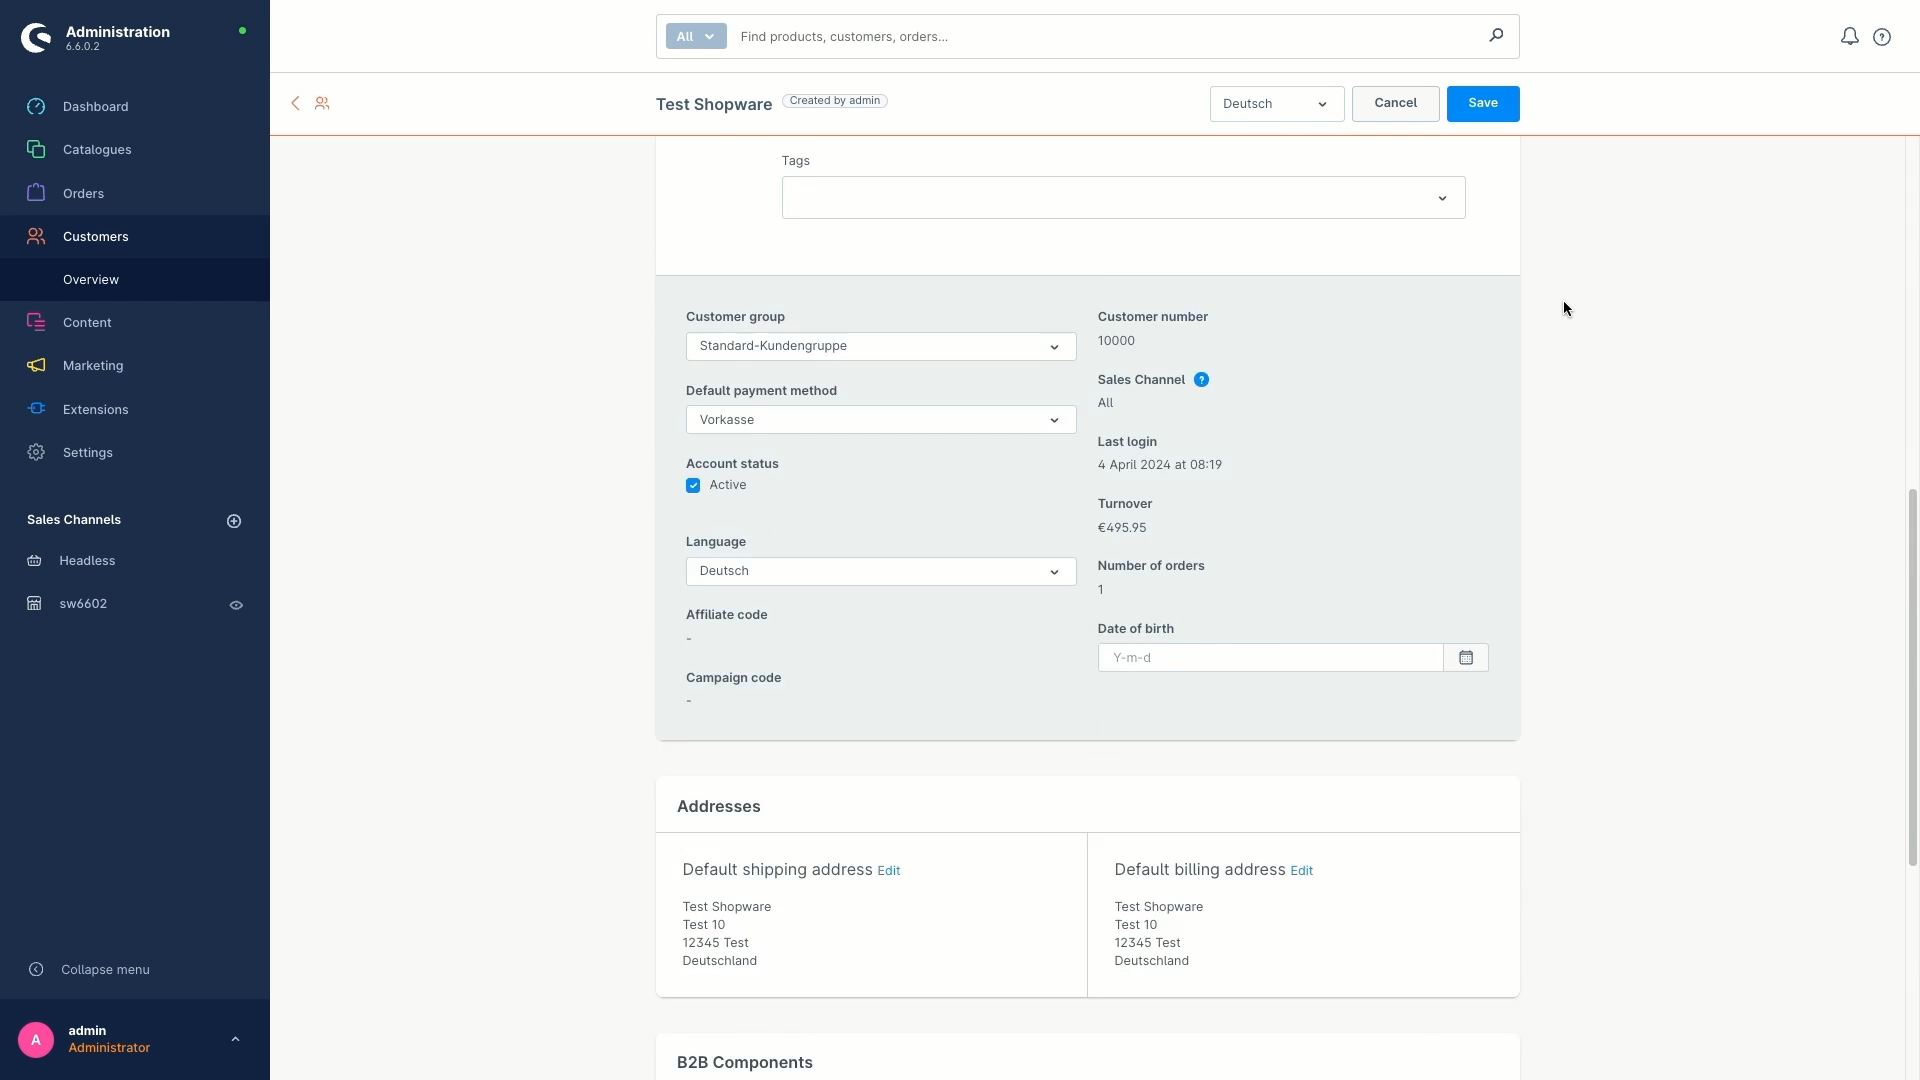 Administration
6.6.0.2
All
Find products, customers, orders...
Test Shopware
Created by admin
Deutsch
Cancel
Save
Dashboard
Catalogues
Orders
Customers
Overview
Content
Marketing
Extensions
Settings
Sales Channels
Headless
sw6602
Collapse menu
A
admin
Administrator
Tags
Customer group
Standard-Kundengruppe
Default payment method
Vorkasse
Account status
Active
Language
Deutsch
Affiliate code
-
Campaign code
-
Customer number
10000
Sales Channel ?
All
Last login
4 April 2024 at 08:19
Turnover
€495.95
Number of orders
1
Date of birth
Y-m-d
Addresses
Default shipping address Edit
Test Shopware
Test 10
12345 Test
Deutschland
Default billing address Edit
Test Shopware
Test 10
12345 Test
Deutschland
B2B Components